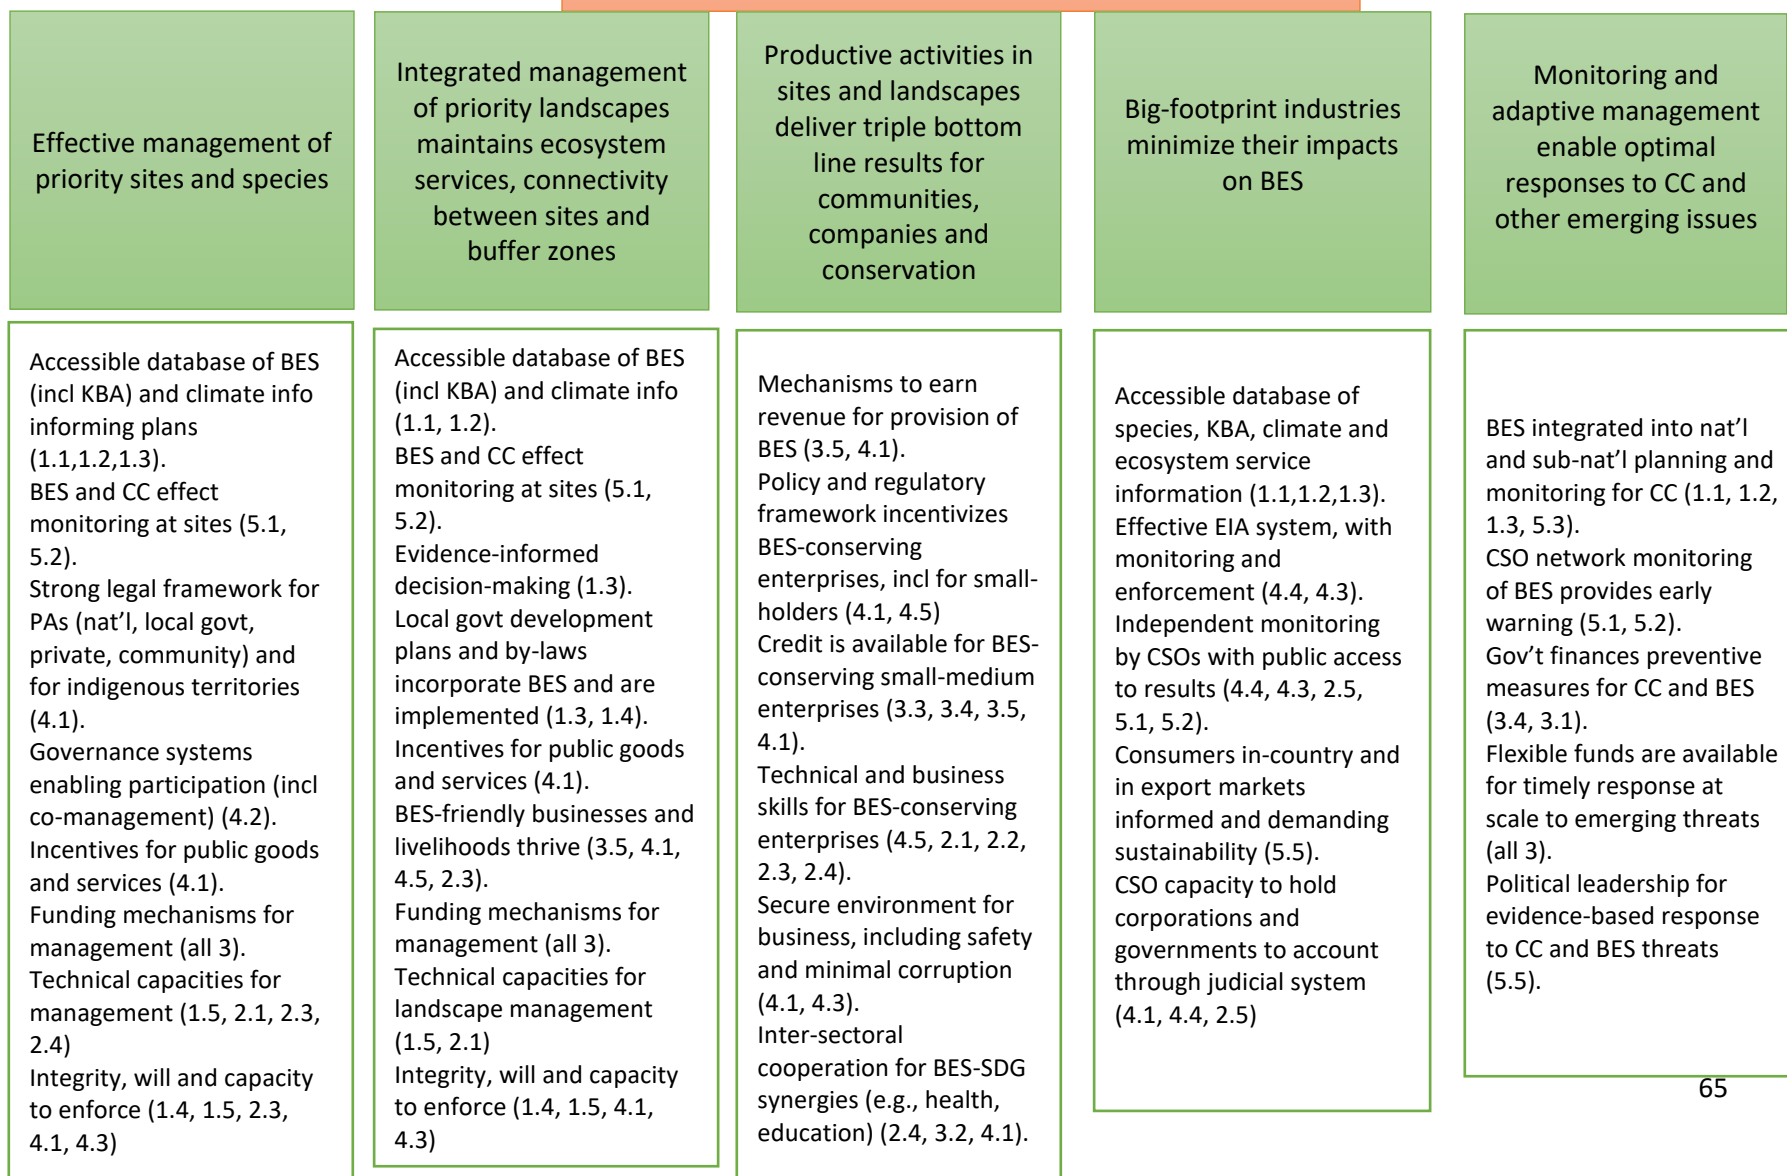 Effective management of
priority sites and species
Integrated management
of priority landscapes
maintains ecosystem
services, connectivity
between sites and
buffer zones
Productive activities in
sites and landscapes
deliver triple bottom
line results for
communities,
companies and
conservation
Big-footprint industries
minimize their impacts
on BES
Monitoring and
adaptive management
enable optimal
responses to CC and
other emerging issues
Accessible database of BES
(incl KBA) and climate info
informing plans
(1.1,1.2,1.3).
BES and CC effect
monitoring at sites (5.1,
5.2).
Strong legal framework for
PAs (nat’l, local govt,
private, community) and
for indigenous territories
(4.1).
Governance systems
enabling participation (incl
co-management) (4.2).
Incentives for public goods
and services (4.1).
Funding mechanisms for
management (all 3).
Technical capacities for
management (1.5, 2.1, 2.3,
2.4)
Integrity, will and capacity
to enforce (1.4, 1.5, 2.3,
4.1, 4.3)
Accessible database of BES
(incl KBA) and climate info
(1.1, 1.2).
BES and CC effect
monitoring at sites (5.1,
5.2).
Evidence-informed
decision-making (1.3).
Local govt development
plans and by-laws
incorporate BES and are
implemented (1.3, 1.4).
Incentives for public goods
and services (4.1).
BES-friendly businesses and
livelihoods thrive (3.5, 4.1,
4.5, 2.3).
Funding mechanisms for
management (all 3).
Technical capacities for
landscape management
(1.5, 2.1)
Integrity, will and capacity
to enforce (1.4, 1.5, 4.1,
4.3)
Mechanisms to earn
revenue for provision of
BES (3.5, 4.1).
Policy and regulatory
framework incentivizes
BES-conserving
enterprises, incl for small-
holders (4.1, 4.5)
Credit is available for BES-
conserving small-medium
enterprises (3.3, 3.4, 3.5,
4.1).
Technical and business
skills for BES-conserving
enterprises (4.5, 2.1, 2.2,
2.3, 2.4).
Secure environment for
business, including safety
and minimal corruption
(4.1, 4.3).
Inter-sectoral
cooperation for BES-SDG
synergies (e.g., health,
education) (2.4, 3.2, 4.1).
Accessible database of
species, KBA, climate and
ecosystem service
information (1.1,1.2,1.3).
Effective EIA system, with
monitoring and
enforcement (4.4, 4.3).
Independent monitoring
by CSOs with public access
to results (4.4, 4.3, 2.5,
5.1, 5.2).
Consumers in-country and
in export markets
informed and demanding
sustainability (5.5).
CSO capacity to hold
corporations and
governments to account
through judicial system
(4.1, 4.4, 2.5)
BES integrated into nat’l
and sub-nat’l planning and
monitoring for CC (1.1, 1.2,
1.3, 5.3).
CSO network monitoring
of BES provides early
warning (5.1, 5.2).
Gov’t finances preventive
measures for CC and BES
(3.4, 3.1).
Flexible funds are available
for timely response at
scale to emerging threats
(all 3).
Political leadership for
evidence-based response
to CC and BES threats
(5.5).
65